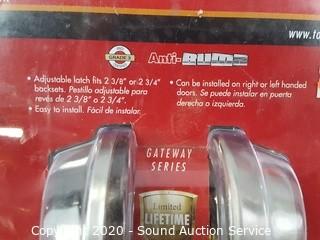 www.fa
GRADE 3
Anti-BUMP
• Adjustable latch fits 2 3/8" or 2 3/4"
backsets. Pestillo adjustable para
revés de 2 3/8" o 2 3/4".
• Easy to install. Fácil de instalar.
• Can be installed on right or left handed
doors. Se puede instalar en puerta
derecha o izquierda.
GATEWAY
SERIES
Limited
LIFETIME
Copyright 2020 - Sound Auction Service